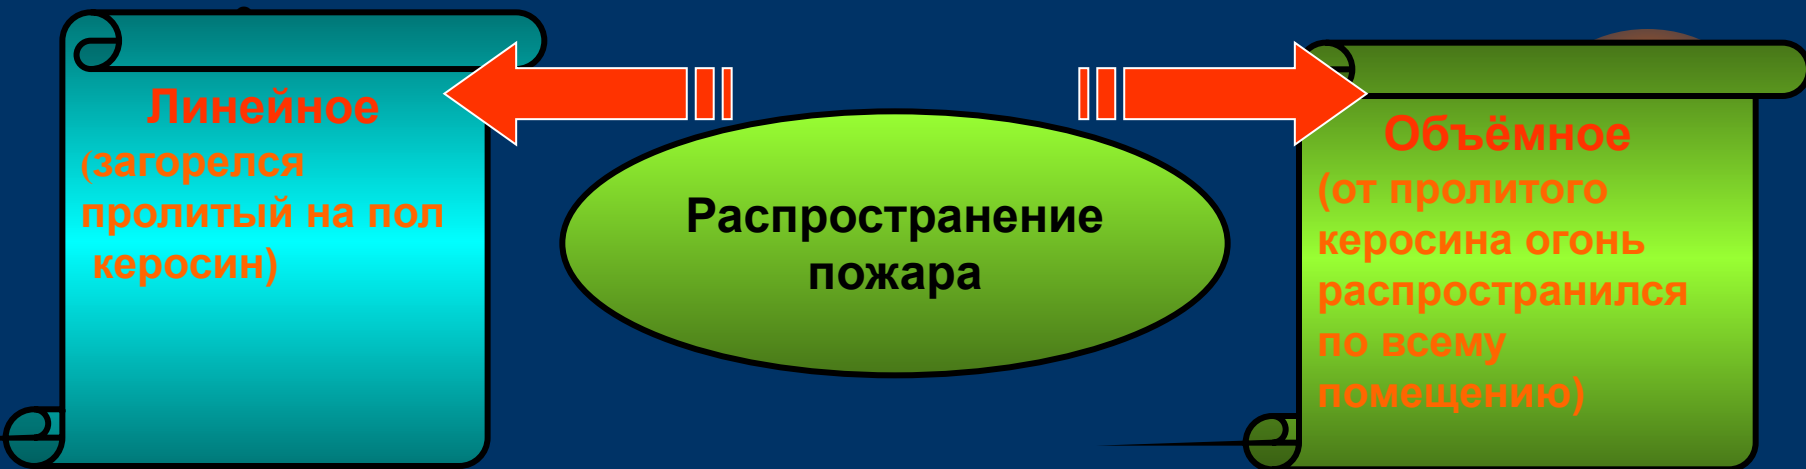 Линейное
(загорелся
пролитый на пол
керосин)
Распространение
пожара
Объёмное
(от пролитого
керосина огонь
распространился
по всему
помещению)